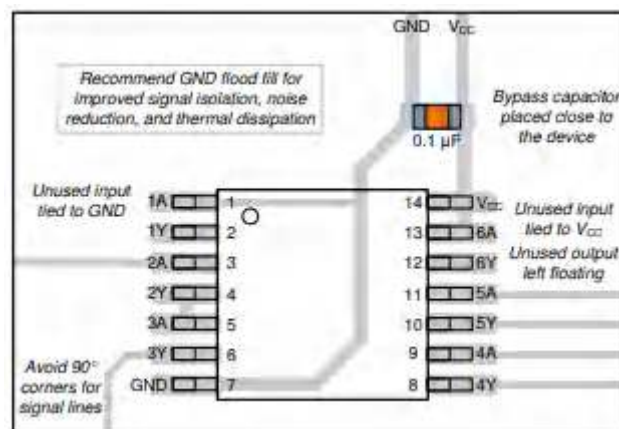 GND V_CC
Recommend GND flood fill for
improved signal isolation, noise
reduction, and thermal dissipation
Bypass capacitor
placed close to
the device
0.1 µF
Unused input
tied to GND
1A 1 14 V_CC
1Y 2 13 6A
Unused input
tied to V_CC
2A 3 12 6Y
Unused output
left floating
2Y 4 11 5A
3A 5 10 5Y
3Y 6 9 4A
GND 7 8 4Y
Avoid 90°
corners for
signal lines